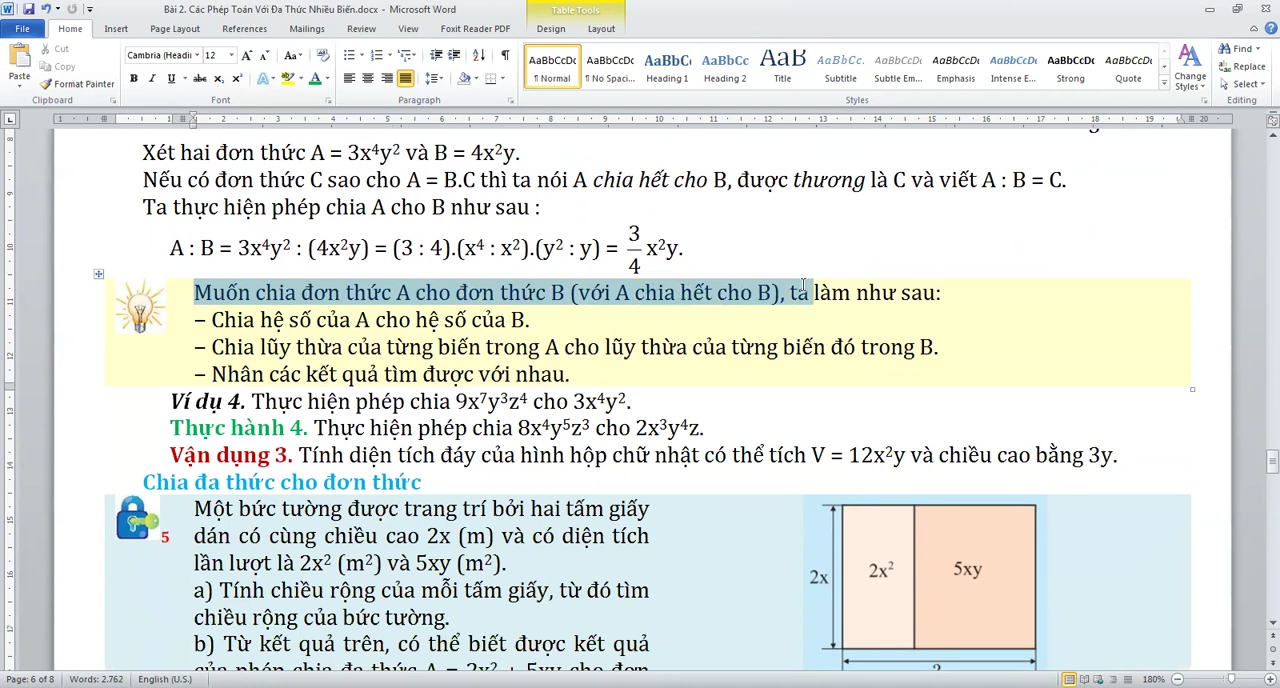 Bài 2. Các Phép Toán Với Đa Thức Nhiều Biến.docx - Microsoft Word
Table Tools
File Home Insert Page Layout References Mailings Review View Foxit Reader PDF Design Layout
Cut
Copy
Format Painter
Paste
Clipboard
Cambria (Headi 12
Font
Paragraph
AaBbCcDc AaBbCcDc AaBbC AaBbCc AaB AaBbCc. AaBbCcDc AaBbCcDc AaBbCcDc AaBbCcDc AaBbCcDc
¶ Normal ¶ No Spaci... Heading 1 Heading 2 Title Subtitle Subtle Em... Emphasis Intense E... Strong Quote
Change Styles
Styles
Find
Replace
Select
Editing
Xét hai đơn thức A = 3x⁴y² và B = 4x²y.
Nếu có đơn thức C sao cho A = B.C thì ta nói A chia hết cho B, được thương là C và viết A : B = C.
Ta thực hiện phép chia A cho B như sau :
A : B = 3x⁴y² : (4x²y) = (3 : 4).(x⁴ : x²).(y² : y) = 3/4 x²y.
Muốn chia đơn thức A cho đơn thức B (với A chia hết cho B), ta làm như sau:
− Chia hệ số của A cho hệ số của B.
− Chia lũy thừa của từng biến trong A cho lũy thừa của từng biến đó trong B.
− Nhân các kết quả tìm được với nhau.
Ví dụ 4. Thực hiện phép chia 9x⁷y³z⁴ cho 3x⁴y².
Thực hành 4. Thực hiện phép chia 8x⁴y⁵z³ cho 2x³y⁴z.
Vận dụng 3. Tính diện tích đáy của hình hộp chữ nhật có thể tích V = 12x²y và chiều cao bằng 3y.
Chia đa thức cho đơn thức
5
Một bức tường được trang trí bởi hai tấm giấy
dán có cùng chiều cao 2x (m) và có diện tích
lần lượt là 2x² (m²) và 5xy (m²).
a) Tính chiều rộng của mỗi tấm giấy, từ đó tìm
chiều rộng của bức tường.
b) Từ kết quả trên, có thể biết được kết quả
của phép chia đa thức A = 2x² + 5xy cho đơn
2x 2x² 5xy
?
Page: 6 of 8 Words: 2.762 English (U.S.) 180%